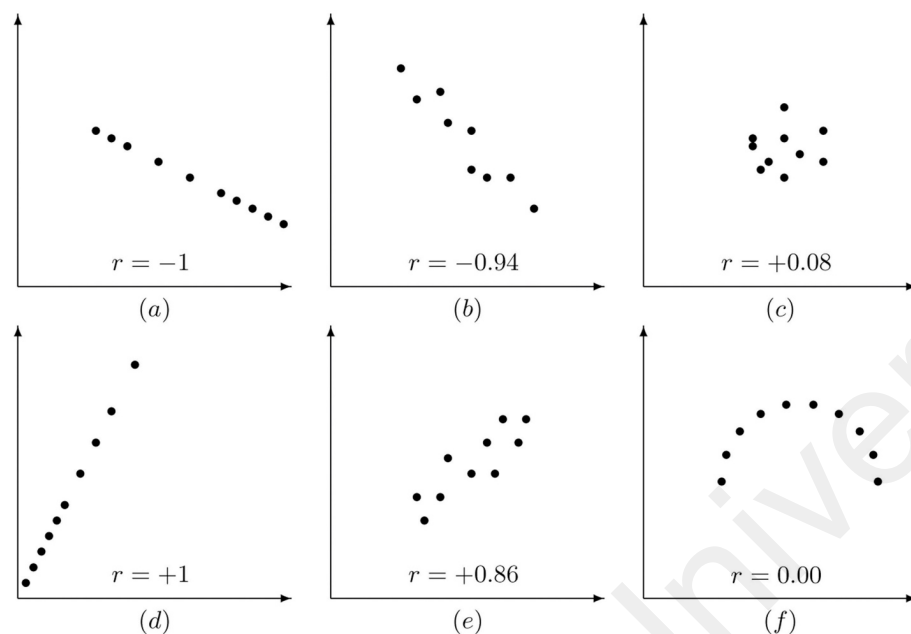 r = −1
r = −0.94
r = +0.08
(a)
(b)
(c)
r = +1
r = +0.86
r = 0.00
(d)
(e)
(f)